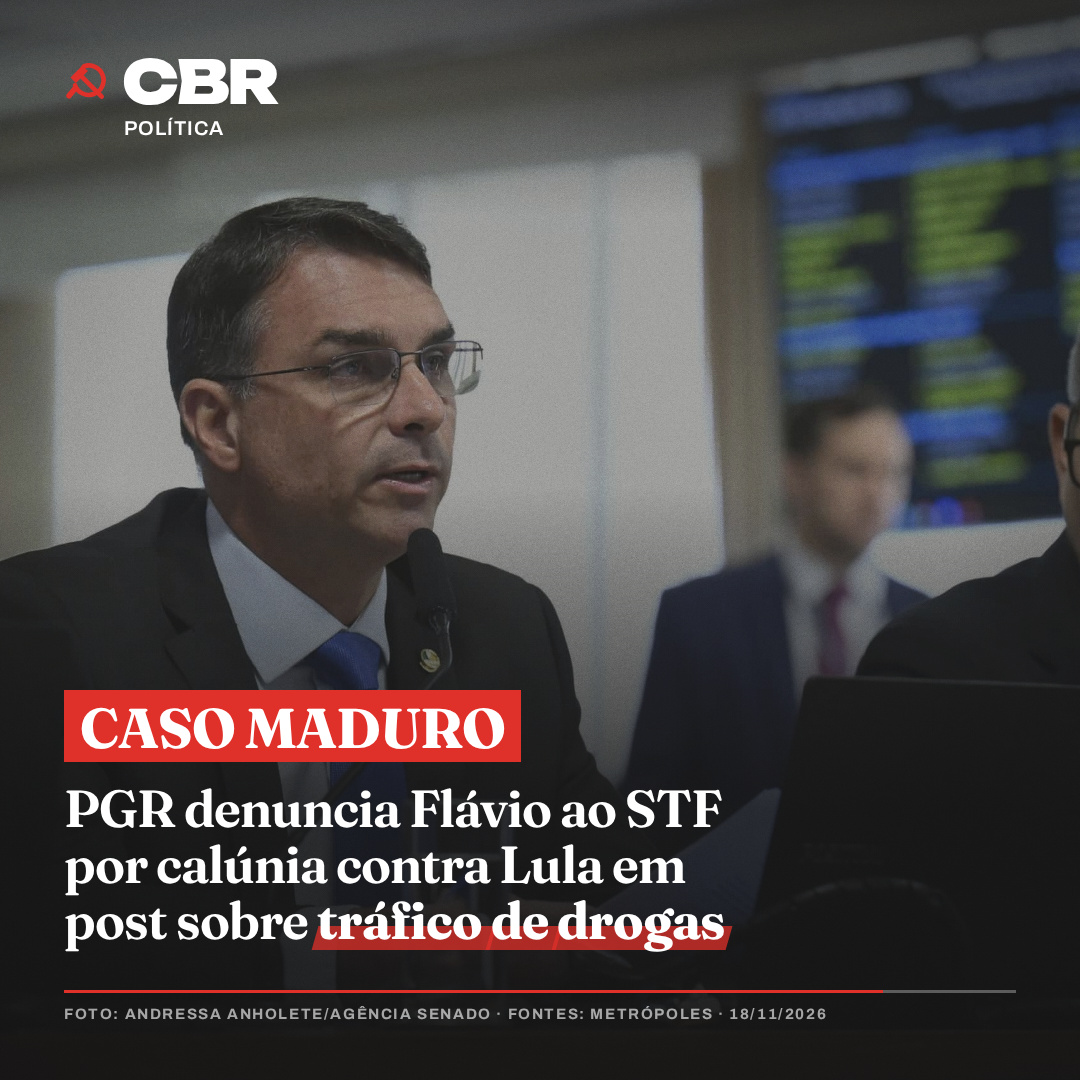 CBR
POLÍTICA
CASO MADURO
PGR denuncia Flávio ao STF
por calúnia contra Lula em
post sobre tráfico de drogas
FOTO: ANDRESSA ANHOLETE/AGÊNCIA SENADO · FONTES: METRÓPOLES · 18/11/2026